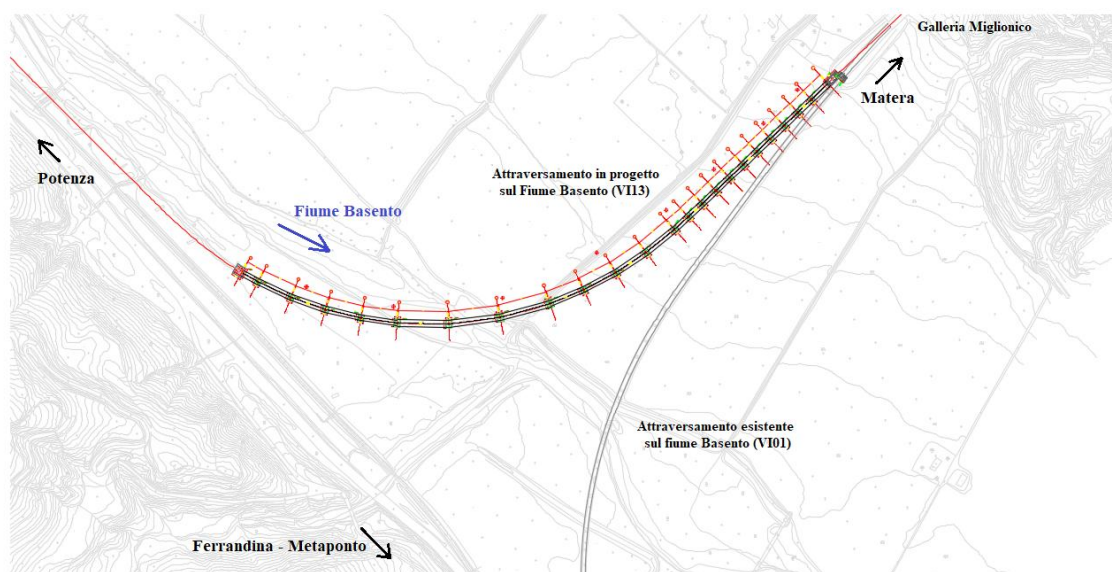 Galleria Miglionico
Matera
Potenza
Attraversamento in progetto
sul Fiume Basento (VI13)
Fiume Basento
Attraversamento esistente
sul fiume Basento (VI01)
Ferrandina - Metaponto